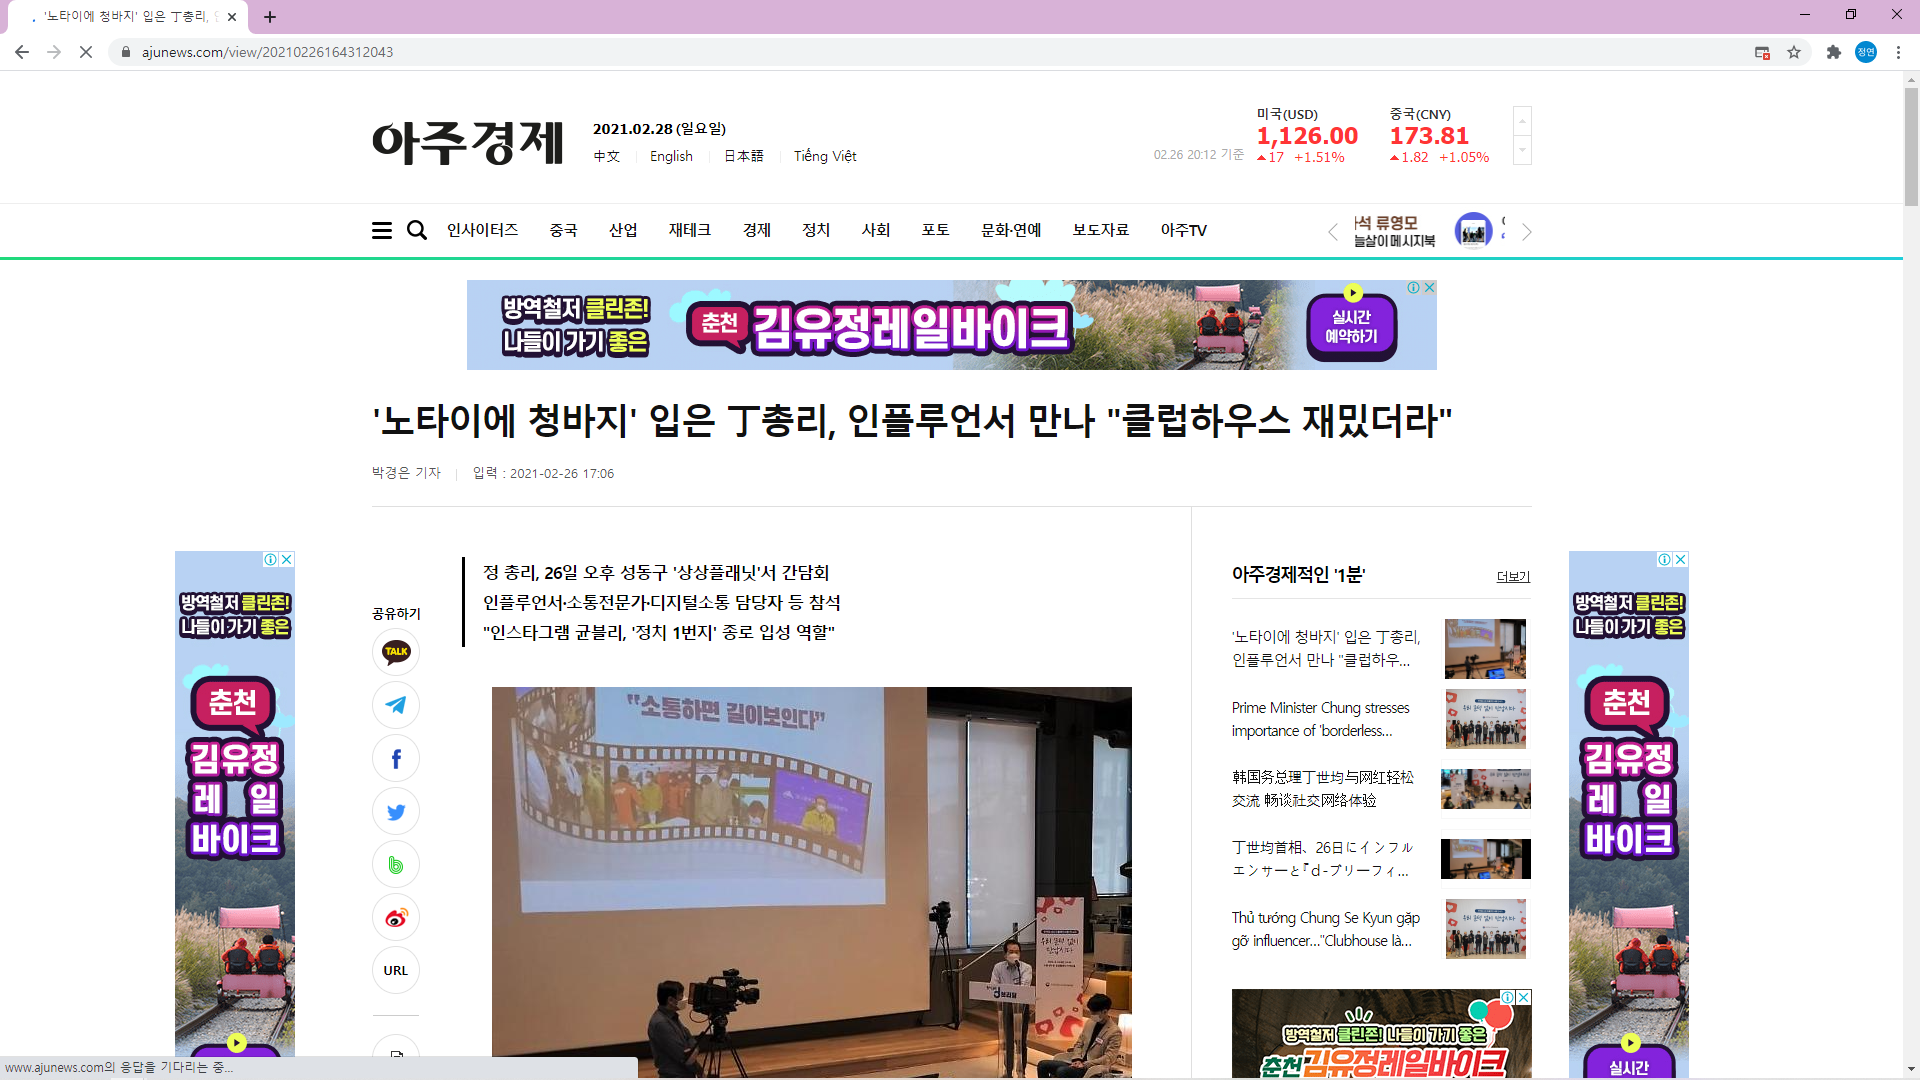 '노타이에 청바지' 입은 丁총리,
ajunews.com/view/20210226164312043
정연
아주경제
2021.02.28 (일요일)
中文 English 日本語 Tiếng Việt
02.26 20:12 기준
미국(USD)
1,126.00
17 +1.51%
중국(CNY)
173.81
1.82 +1.05%
인사이터즈 중국 산업 재테크 경제 정치 사회 포토 문화·연예 보도자료 아주TV
석 류영모
늘살이 메시지북
방역철저 클린존!
나들이 가기 좋은
춘천 김유정레일바이크
실시간
예약하기
'노타이에 청바지' 입은 丁총리, 인플루언서 만나 "클럽하우스 재밌더라"
박경은 기자 입력 : 2021-02-26 17:06
방역철저 클린존!
나들이 가기 좋은
춘천
김유정
레 일
바이크
공유하기
TALK
URL
정 총리, 26일 오후 성동구 '상상플래닛'서 간담회
인플루언서·소통전문가·디지털소통 담당자 등 참석
"인스타그램 균블리, '정치 1번지' 종로 입성 역할"
"소통하면 길이보인다"
우리 문턱 없이
만납시다
브리핑
아주경제적인 '1분'
더보기
'노타이에 청바지' 입은 丁총리,
인플루언서 만나 "클럽하우...
Prime Minister Chung stresses
importance of 'borderless...
韩国务总理丁世均与网红轻松
交流 畅谈社交网络体验
丁世均首相、26日にインフル
エンサーと『ｄ-ブリーフィ...
Thủ tướng Chung Se Kyun gặp
gỡ influencer..."Clubhouse là...
방역철저 클린존! 나들이 가기 좋은
춘천 김유정레일바이크
방역철저 클린존!
나들이 가기 좋은
춘천
김유정
레 일
바이크
실시간
www.ajunews.com의 응답을 기다리는 중...